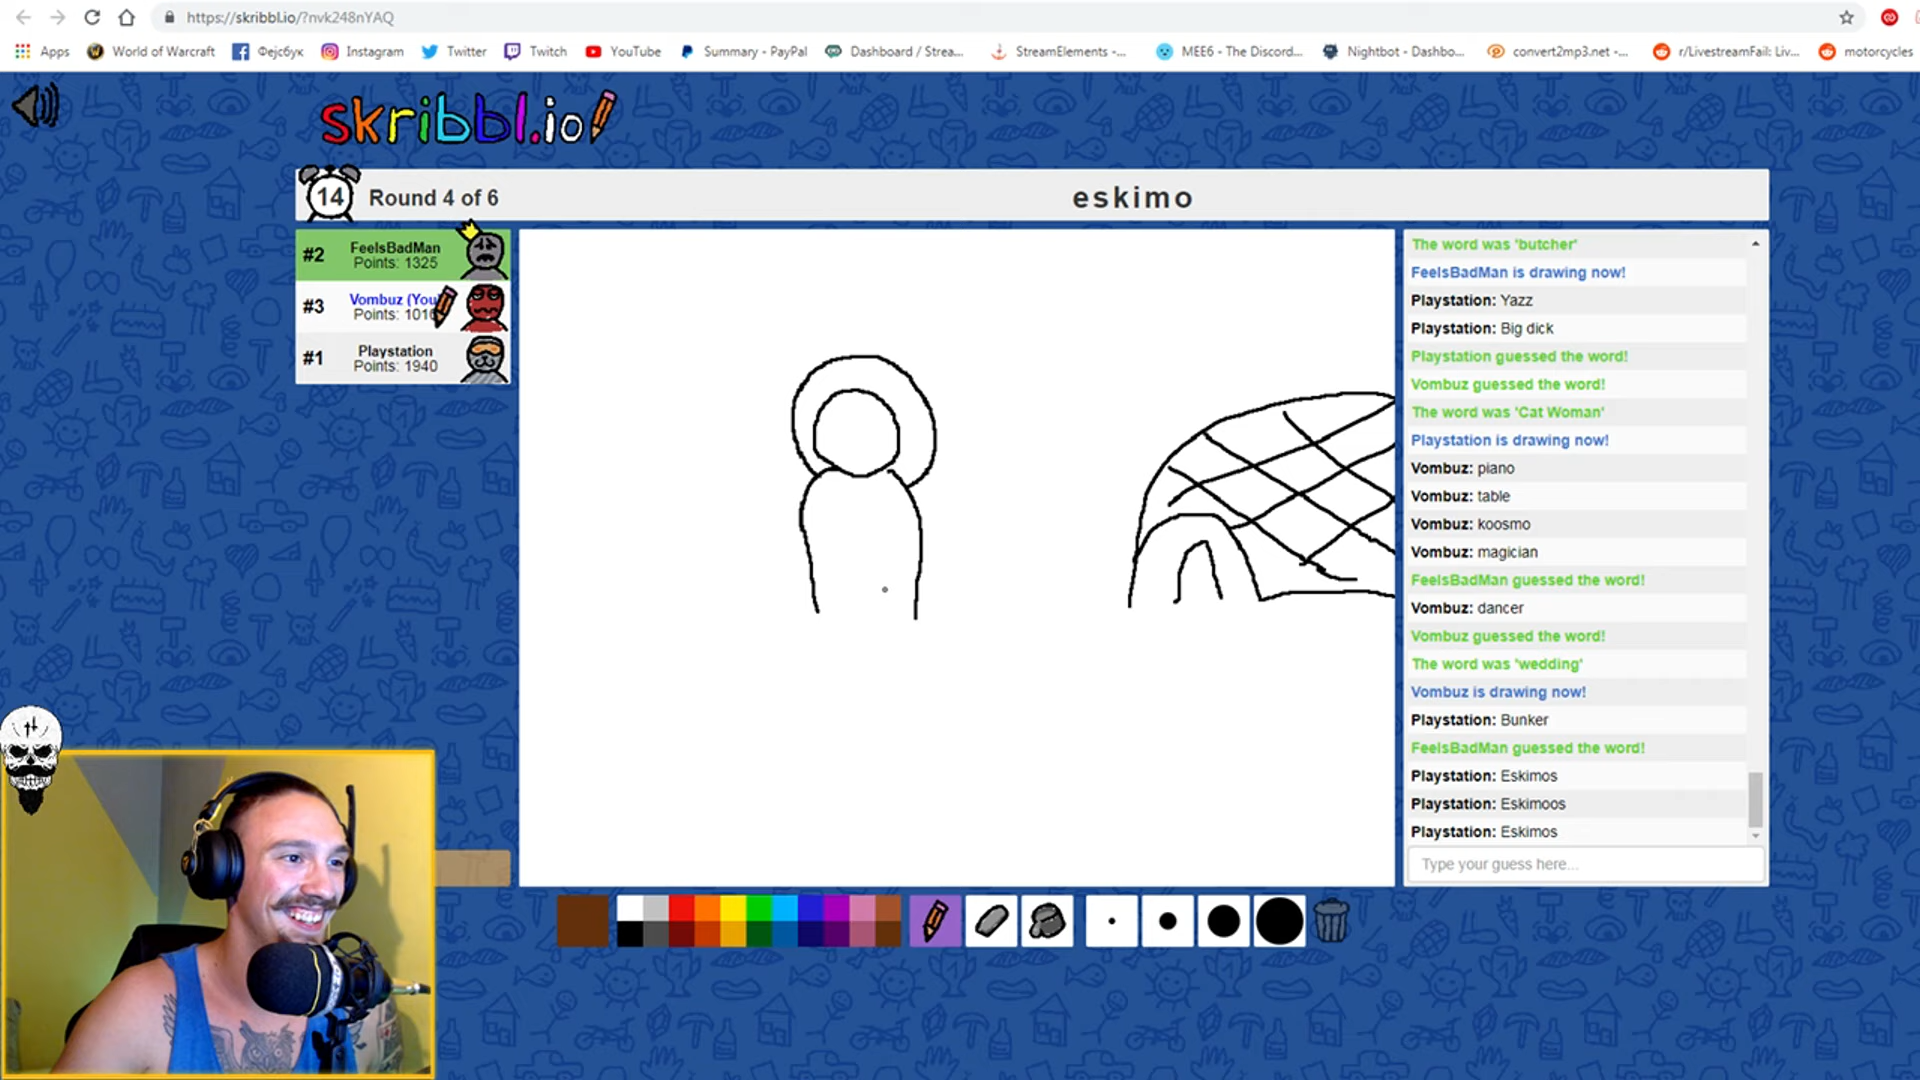 https://skribbl.io/?nvk248nYAQ
Apps World of Warcraft Фејсбук Instagram Twitter Twitch YouTube Summary - PayPal Dashboard / Strea... StreamElements -... MEE6 - The Discord... Nightbot - Dashbo... convert2mp3.net -... r/LivestreamFail: Liv... motorcycles
skribbl.io
14 Round 4 of 6 eskimo
#2 FeelsBadMan
Points: 1325
#3 Vombuz (You
Points: 1016
#1 Playstation
Points: 1940
The word was 'butcher'
FeelsBadMan is drawing now!
Playstation: Yazz
Playstation: Big dick
Playstation guessed the word!
Vombuz guessed the word!
The word was 'Cat Woman'
Playstation is drawing now!
Vombuz: piano
Vombuz: table
Vombuz: koosmo
Vombuz: magician
FeelsBadMan guessed the word!
Vombuz: dancer
Vombuz guessed the word!
The word was 'wedding'
Vombuz is drawing now!
Playstation: Bunker
FeelsBadMan guessed the word!
Playstation: Eskimos
Playstation: Eskimoos
Playstation: Eskimos
Type your guess here...